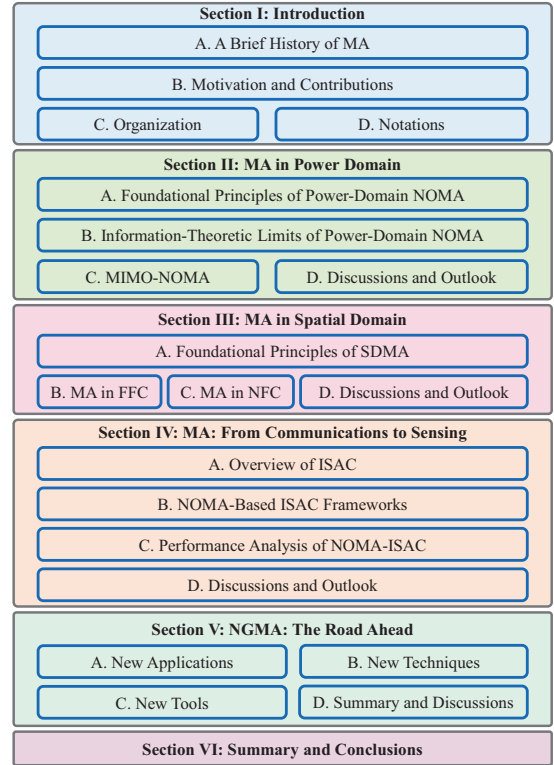 Section I: Introduction
A. A Brief History of MA
B. Motivation and Contributions
C. Organization
D. Notations
Section II: MA in Power Domain
A. Foundational Principles of Power-Domain NOMA
B. Information-Theoretic Limits of Power-Domain NOMA
C. MIMO-NOMA
D. Discussions and Outlook
Section III: MA in Spatial Domain
A. Foundational Principles of SDMA
B. MA in FFC
C. MA in NFC
D. Discussions and Outlook
Section IV: MA: From Communications to Sensing
A. Overview of ISAC
B. NOMA-Based ISAC Frameworks
C. Performance Analysis of NOMA-ISAC
D. Discussions and Outlook
Section V: NGMA: The Road Ahead
A. New Applications
B. New Techniques
C. New Tools
D. Summary and Discussions
Section VI: Summary and Conclusions